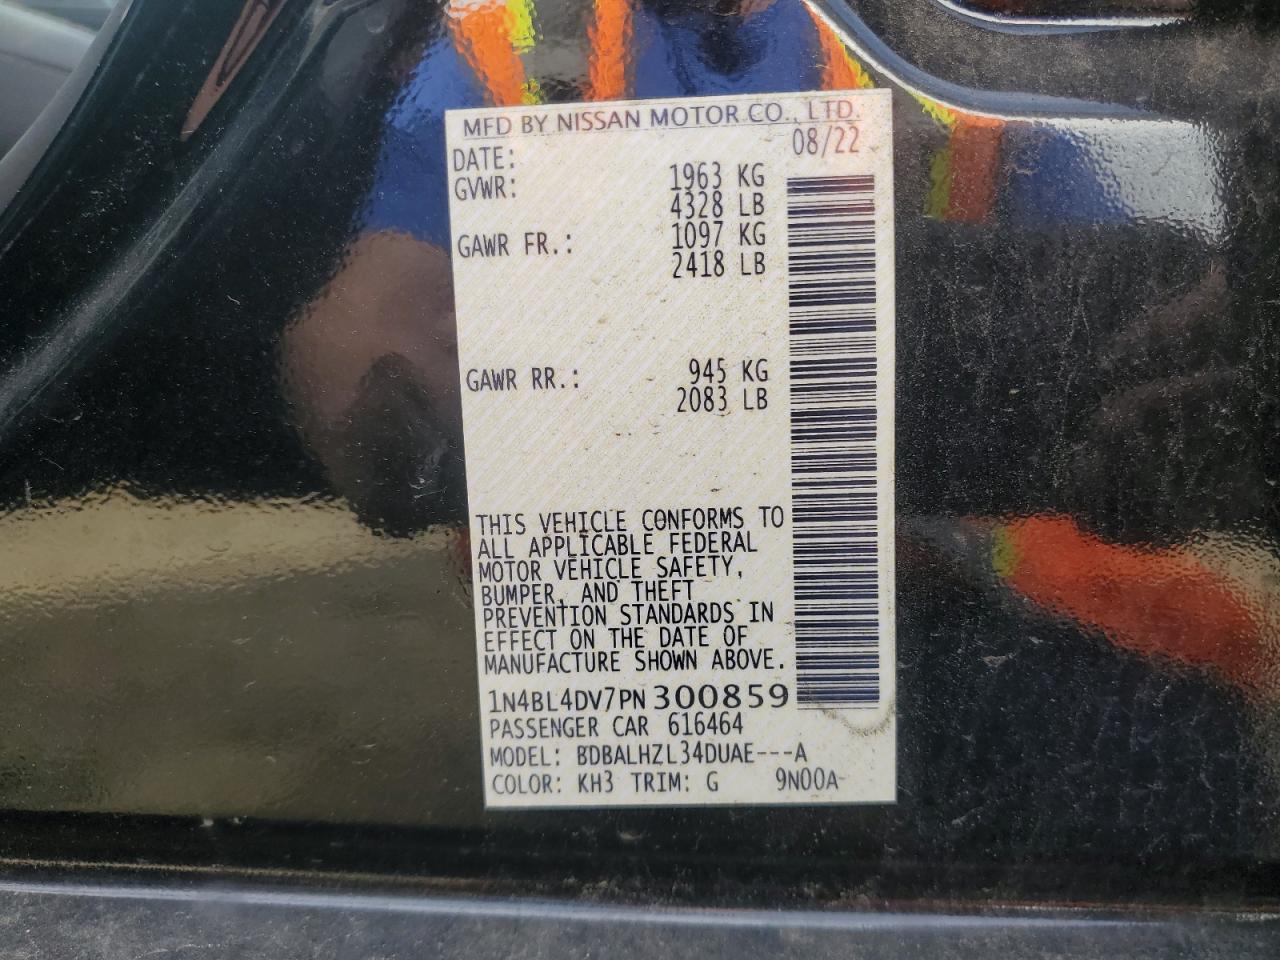 MFD BY NISSAN MOTOR CO., LTD.
DATE: 08/22
GVWR: 1963 KG
4328 LB
GAWR FR.: 1097 KG
2418 LB
GAWR RR.: 945 KG
2083 LB
THIS VEHICLE CONFORMS TO
ALL APPLICABLE FEDERAL
MOTOR VEHICLE SAFETY,
BUMPER, AND THEFT
PREVENTION STANDARDS IN
EFFECT ON THE DATE OF
MANUFACTURE SHOWN ABOVE.
1N4BL4DV7PN300859
PASSENGER CAR 616464
MODEL: BDBALHZL34DUAE---A
COLOR: KH3 TRIM: G 9N00A-